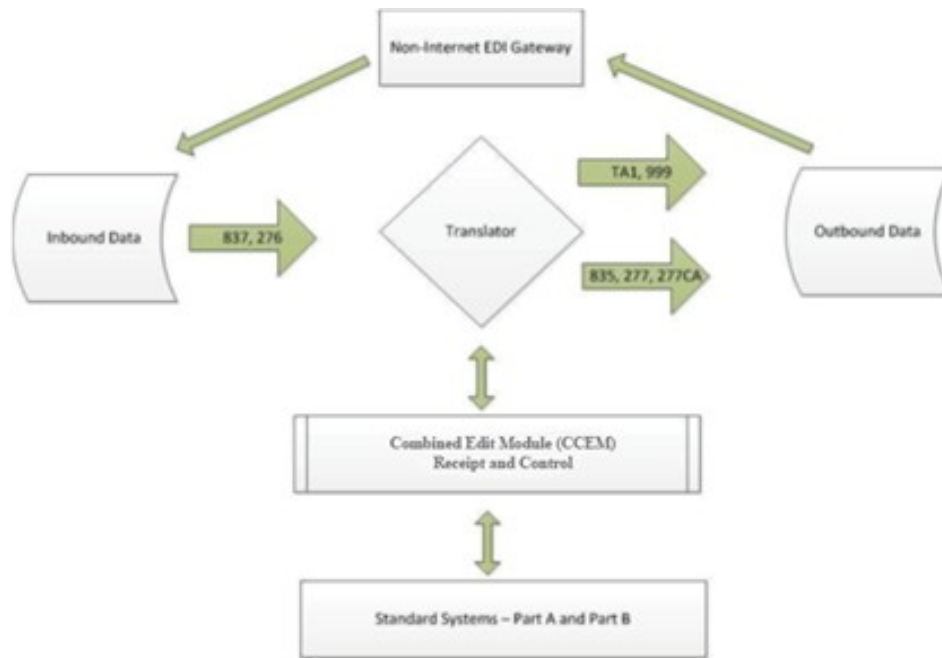 Non-Internet EDI Gateway
TA1, 999
Inbound Data
837, 276
Translator
Outbound Data
835, 277, 277CA
Combined Edit Module (CCEM)
Receipt and Control
Standard Systems – Part A and Part B